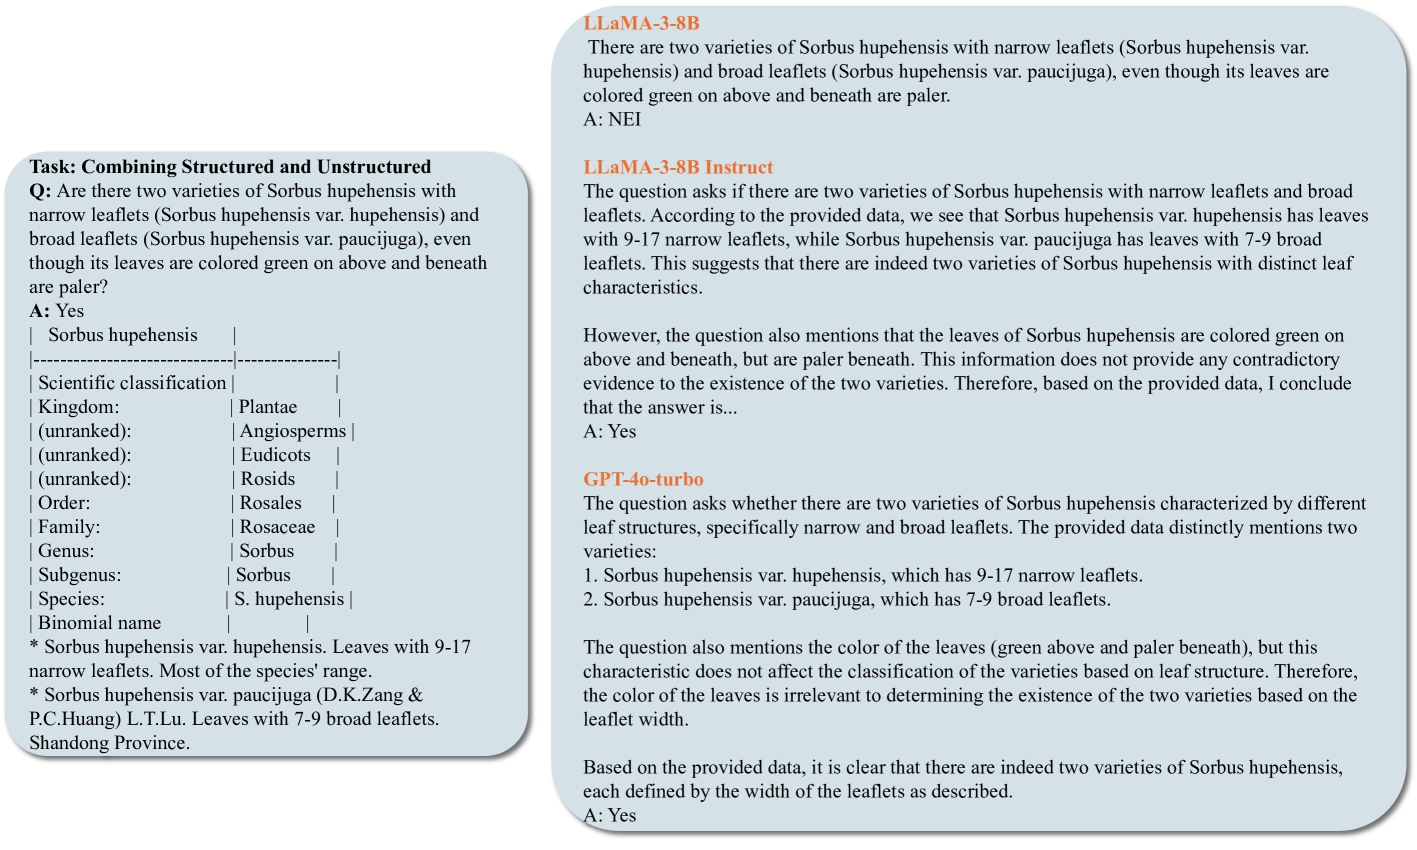 Task: Combining Structured and Unstructured
Q: Are there two varieties of Sorbus hupehensis with
narrow leaflets (Sorbus hupehensis var. hupehensis) and
broad leaflets (Sorbus hupehensis var. paucijuga), even
though its leaves are colored green on above and beneath
are paler?
A: Yes
|   Sorbus hupehensis       |
|------------------------------|---------------|
| Scientific classification |                    |
| Kingdom:                      | Plantae        |
| (unranked):                    | Angiosperms |
| (unranked):                    | Eudicots     |
| (unranked):                    | Rosids        |
| Order:                           | Rosales      |
| Family:                          | Rosaceae    |
| Genus:                           | Sorbus        |
| Subgenus:                     | Sorbus        |
| Species:                        | S. hupehensis |
| Binomial name             |               |
* Sorbus hupehensis var. hupehensis. Leaves with 9-17
narrow leaflets. Most of the species' range.
* Sorbus hupehensis var. paucijuga (D.K.Zang &
P.C.Huang) L.T.Lu. Leaves with 7-9 broad leaflets.
Shandong Province.
LLaMA-3-8B
There are two varieties of Sorbus hupehensis with narrow leaflets (Sorbus hupehensis var.
hupehensis) and broad leaflets (Sorbus hupehensis var. paucijuga), even though its leaves are
colored green on above and beneath are paler.
A: NEI
LLaMA-3-8B Instruct
The question asks if there are two varieties of Sorbus hupehensis with narrow leaflets and broad
leaflets. According to the provided data, we see that Sorbus hupehensis var. hupehensis has leaves
with 9-17 narrow leaflets, while Sorbus hupehensis var. paucijuga has leaves with 7-9 broad
leaflets. This suggests that there are indeed two varieties of Sorbus hupehensis with distinct leaf
characteristics.
However, the question also mentions that the leaves of Sorbus hupehensis are colored green on
above and beneath, but are paler beneath. This information does not provide any contradictory
evidence to the existence of the two varieties. Therefore, based on the provided data, I conclude
that the answer is...
A: Yes
GPT-4o-turbo
The question asks whether there are two varieties of Sorbus hupehensis characterized by different
leaf structures, specifically narrow and broad leaflets. The provided data distinctly mentions two
varieties:
1. Sorbus hupehensis var. hupehensis, which has 9-17 narrow leaflets.
2. Sorbus hupehensis var. paucijuga, which has 7-9 broad leaflets.
The question also mentions the color of the leaves (green above and paler beneath), but this
characteristic does not affect the classification of the varieties based on leaf structure. Therefore,
the color of the leaves is irrelevant to determining the existence of the two varieties based on the
leaflet width.
Based on the provided data, it is clear that there are indeed two varieties of Sorbus hupehensis,
each defined by the width of the leaflets as described.
A: Yes